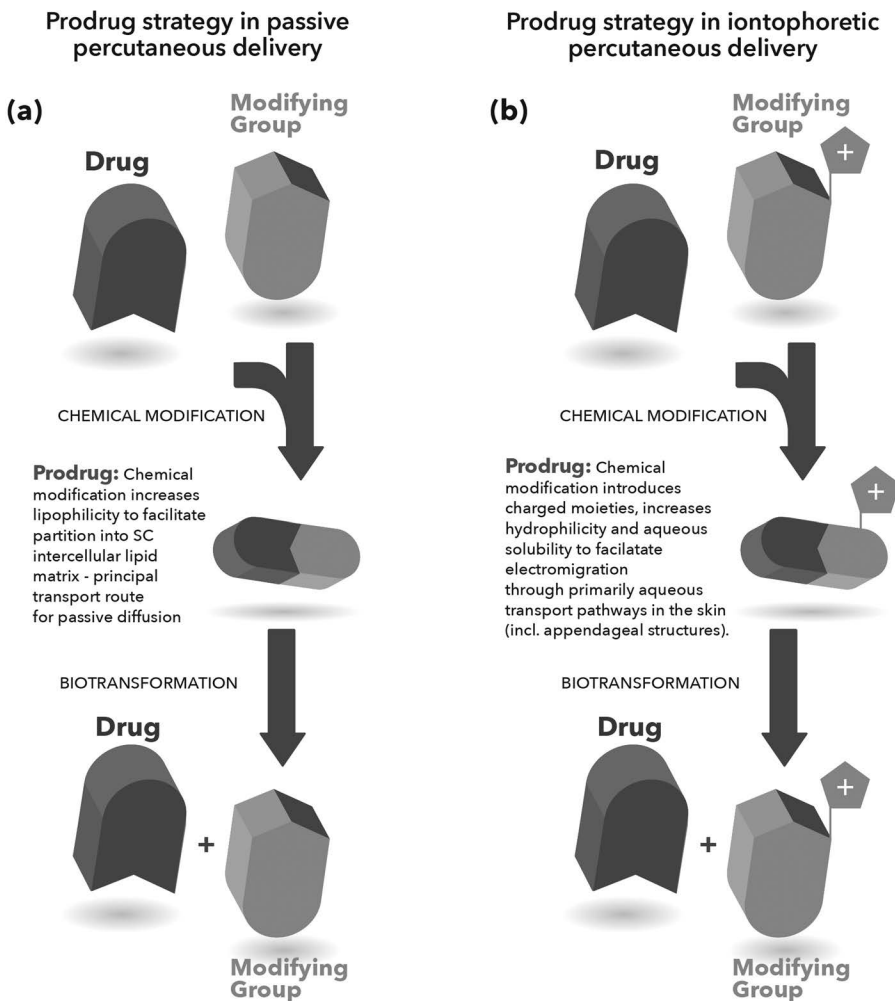 Prodrug strategy in passive
percutaneous delivery
(a)
Modifying
Group
Drug
CHEMICAL MODIFICATION
Prodrug: Chemical
modification increases
lipophilicity to facilitate
partition into SC
intercellular lipid
matrix - principal
transport route
for passive diffusion
BIOTRANSFORMATION
Drug
+
Modifying
Group
Prodrug strategy in iontophoretic
percutaneous delivery
(b)
Modifying
Group
+
Drug
CHEMICAL MODIFICATION
Prodrug: Chemical
modification introduces
charged moieties, increases
hydrophilicity and aqueous
solubility to facilatate
electromigration
through primarily aqueous
transport pathways in the skin
(incl. appendageal structures).
+
BIOTRANSFORMATION
Drug
+
+
Modifying
Group